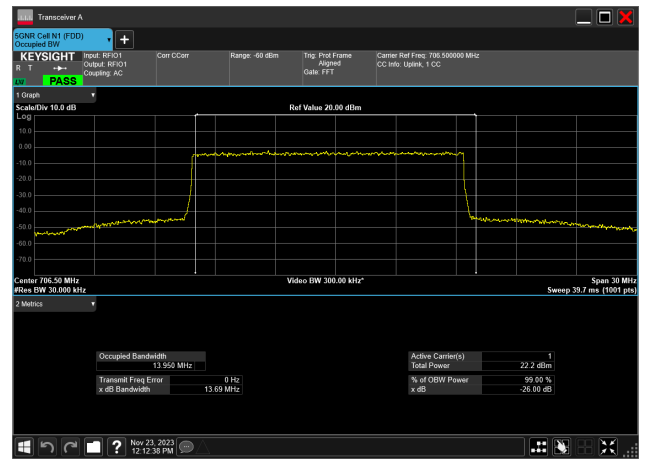 Transceiver A
5GNR Cell N1 (FDD)
Occupied BW
+
KEYSIGHT
R T
LW PASS
Input: RFIO1
Output: RFIO1
Coupling: AC
Corr CCorr
Range: -60 dBm
Trig: Prot Frame
Aligned
Gate: FFT
Carrier Ref Freq: 706.500000 MHz
CC Info: Uplink, 1 CC
1 Graph
Scale/Div 10.0 dB
Ref Value 20.00 dBm
Log
10.0
0.00
-10.0
-20.0
-30.0
-40.0
-50.0
-60.0
-70.0
Center 706.50 MHz
Video BW 300.00 kHz*
Span 30 MHz
#Res BW 30.000 kHz
Sweep 39.7 ms (1001 pts)
2 Metrics
Occupied Bandwidth
13.950 MHz
Transmit Freq Error 0 Hz
x dB Bandwidth 13.69 MHz
Active Carrier(s) 1
Total Power 22.2 dBm
% of OBW Power 99.00 %
x dB -26.00 dB
?
Nov 23, 2023
12:12:38 PM